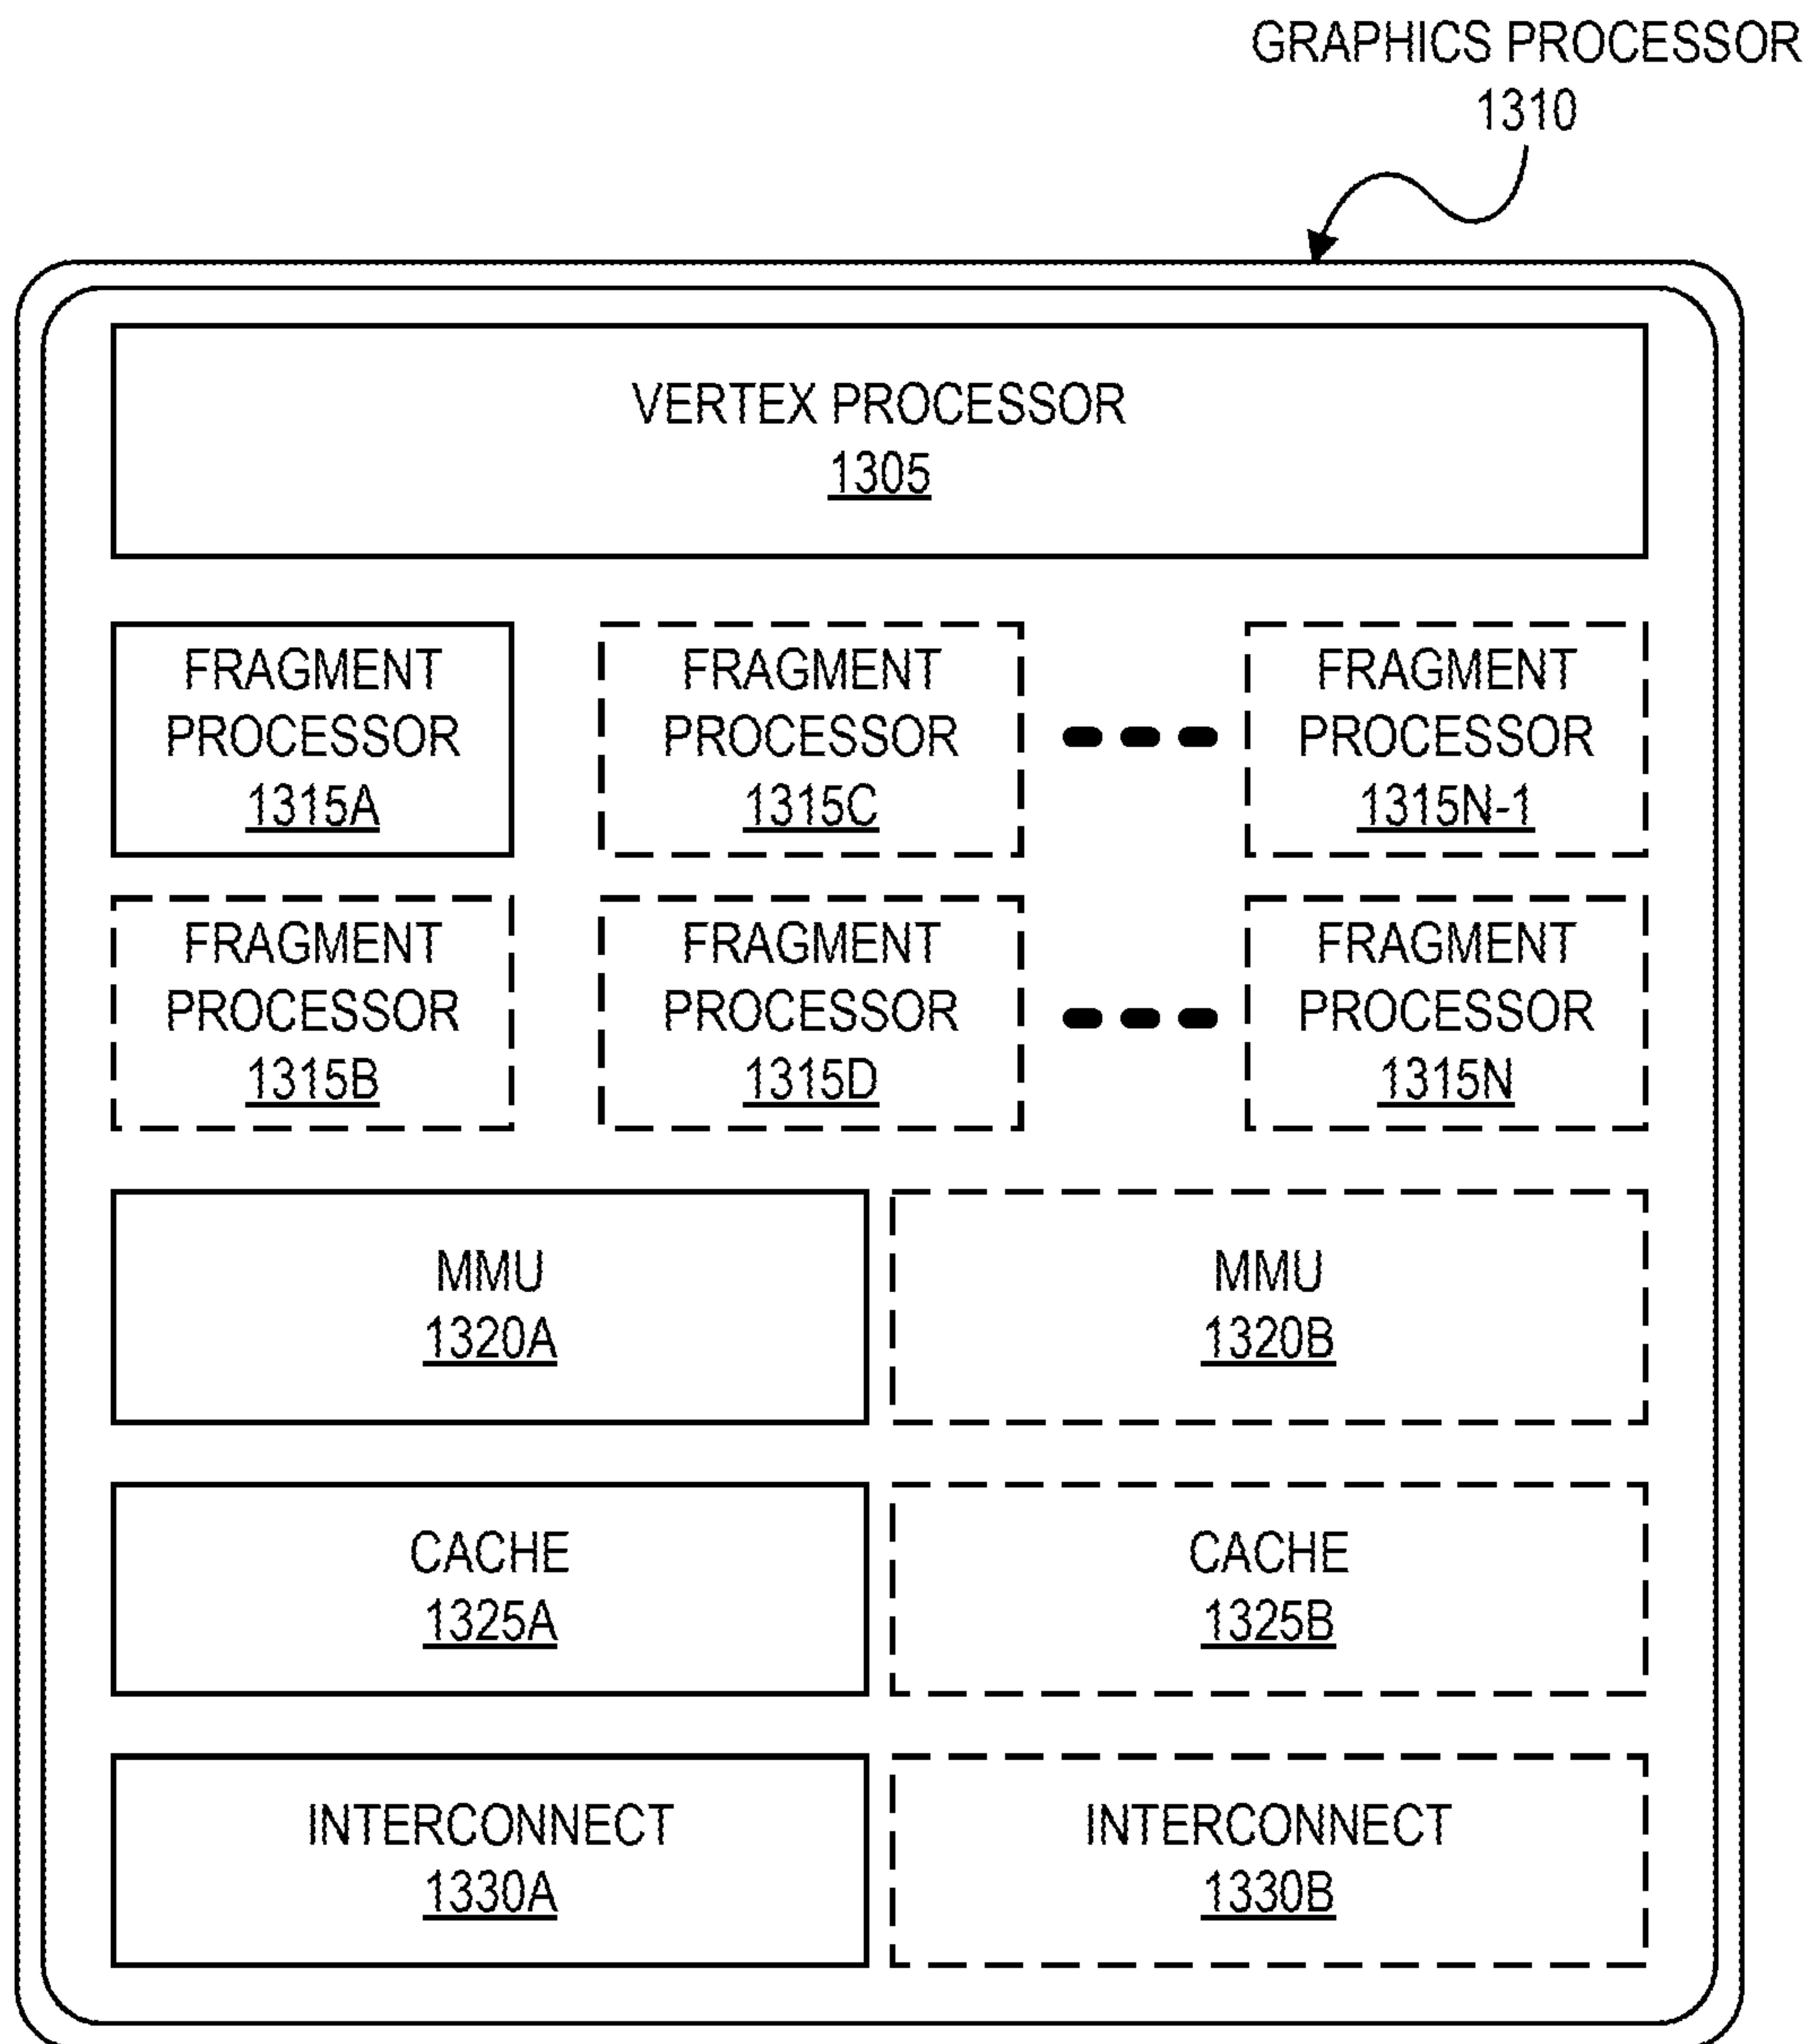 GRAPHICS PROCESSOR
1310
VERTEX PROCESSOR
1305
FRAGMENT
PROCESSOR
1315A
FRAGMENT
PROCESSOR
1315C
FRAGMENT
PROCESSOR
1315N-1
FRAGMENT
PROCESSOR
1315B
FRAGMENT
PROCESSOR
1315D
FRAGMENT
PROCESSOR
1315N
MMU
1320A
MMU
1320B
CACHE
1325A
CACHE
1325B
INTERCONNECT
1330A
INTERCONNECT
1330B